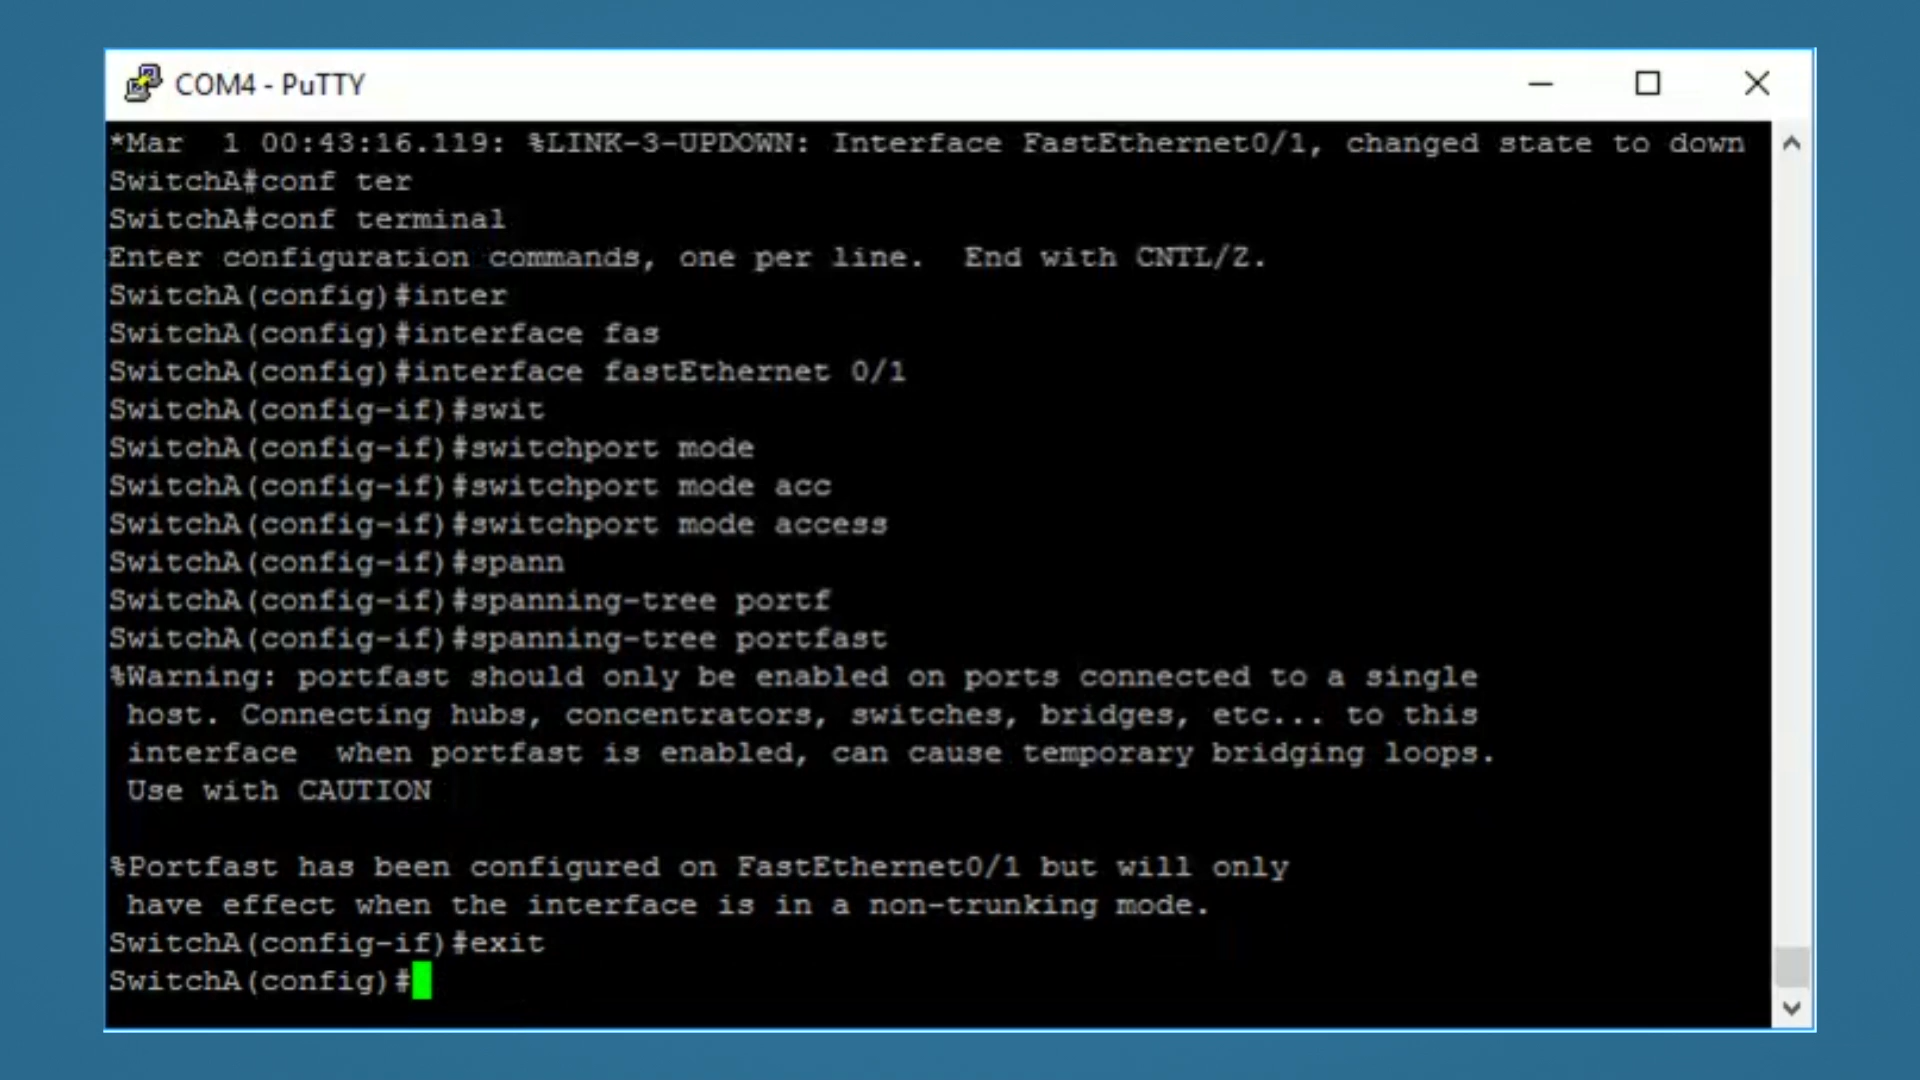 COM4 - PuTTY
*Mar  1 00:43:16.119: %LINK-3-UPDOWN: Interface FastEthernet0/1, changed state to down
SwitchA#conf ter
SwitchA#conf terminal
Enter configuration commands, one per line.  End with CNTL/Z.
SwitchA(config)#inter
SwitchA(config)#interface fas
SwitchA(config)#interface fastEthernet 0/1
SwitchA(config-if)#swit
SwitchA(config-if)#switchport mode
SwitchA(config-if)#switchport mode acc
SwitchA(config-if)#switchport mode access
SwitchA(config-if)#spann
SwitchA(config-if)#spanning-tree portf
SwitchA(config-if)#spanning-tree portfast
%Warning: portfast should only be enabled on ports connected to a single
 host. Connecting hubs, concentrators, switches, bridges, etc... to this
 interface  when portfast is enabled, can cause temporary bridging loops.
 Use with CAUTION
%Portfast has been configured on FastEthernet0/1 but will only
 have effect when the interface is in a non-trunking mode.
SwitchA(config-if)#exit
SwitchA(config)#